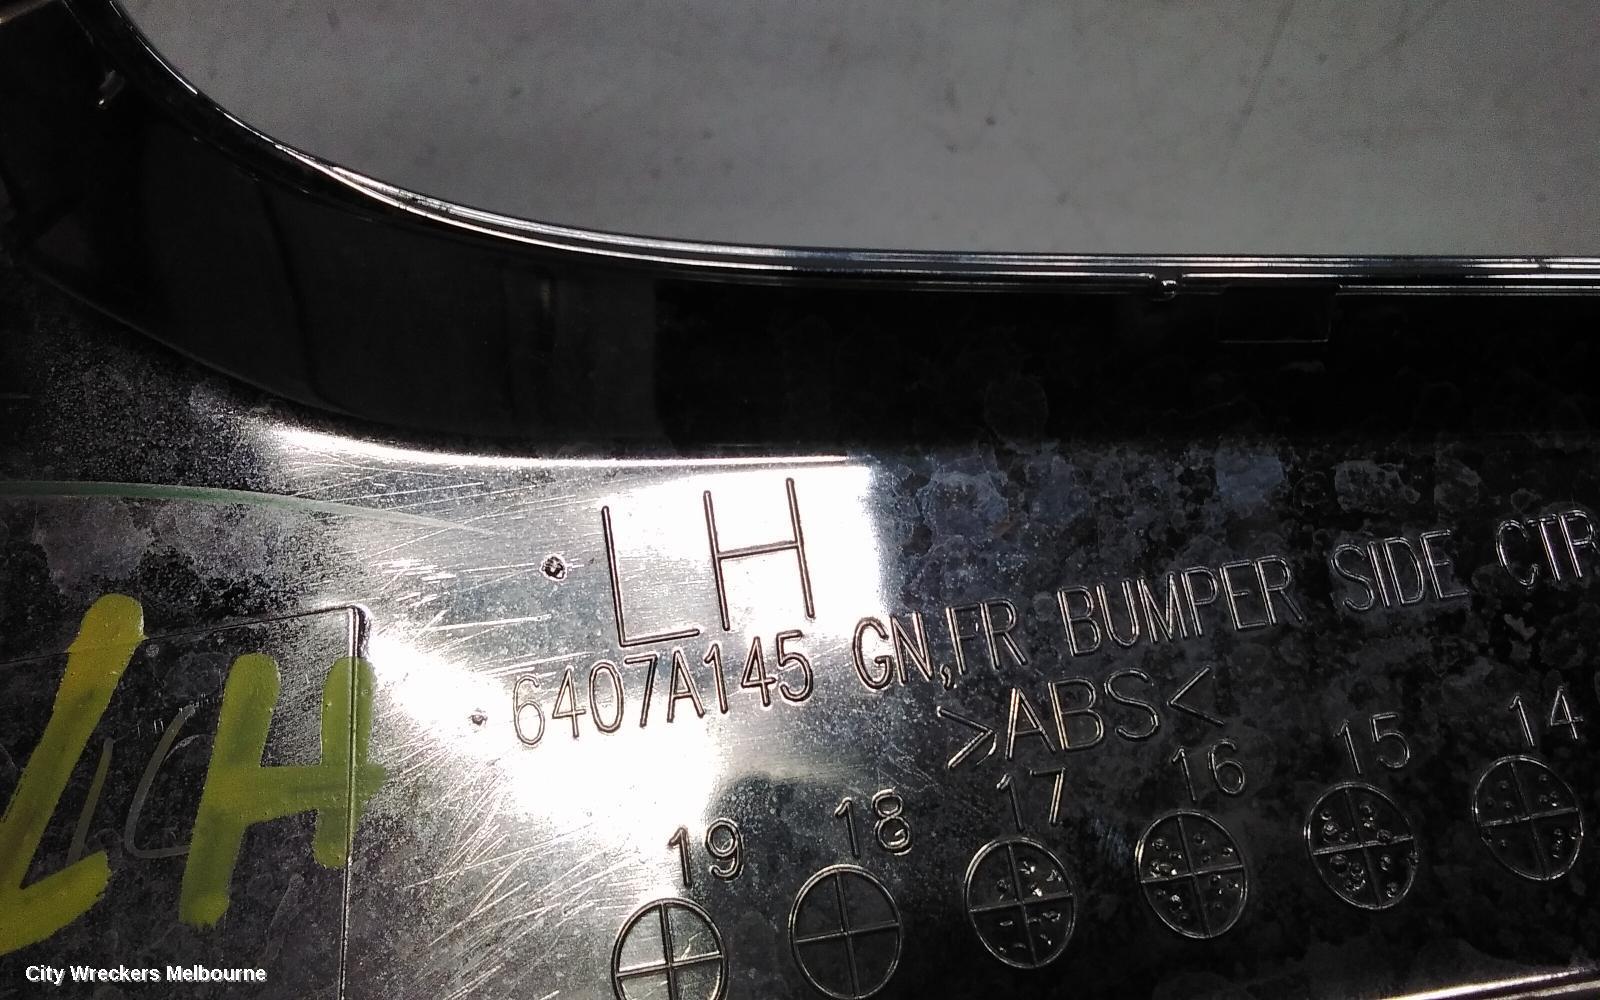 LH
6407A145 GN,FR BUMPER SIDE CTR
>ABS<
19 18 17 16 15 14
LH
City Wreckers Melbourne